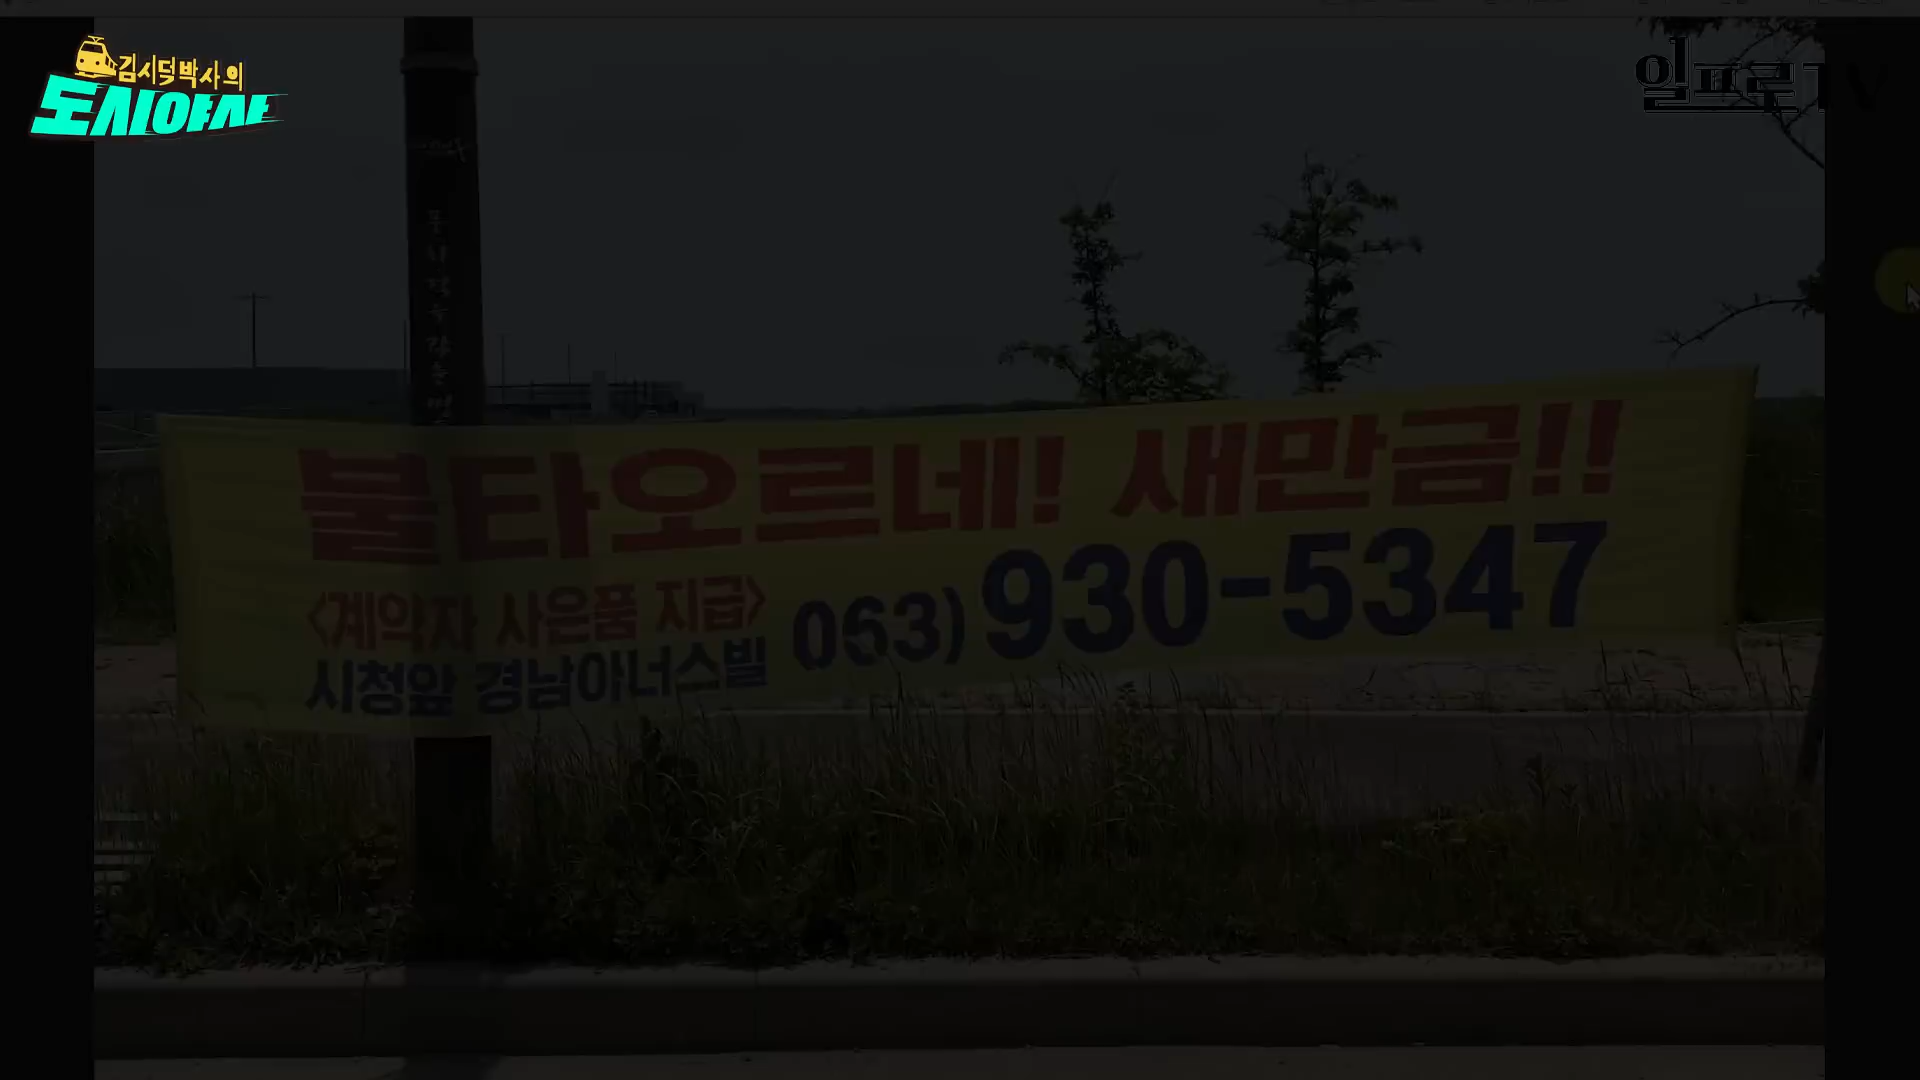 김시덕 박사의
도시야사
일프로TV
불타오르네! 새만금!!
<계약자 사은품 지급>
시청앞 경남아너스빌
063) 930-5347